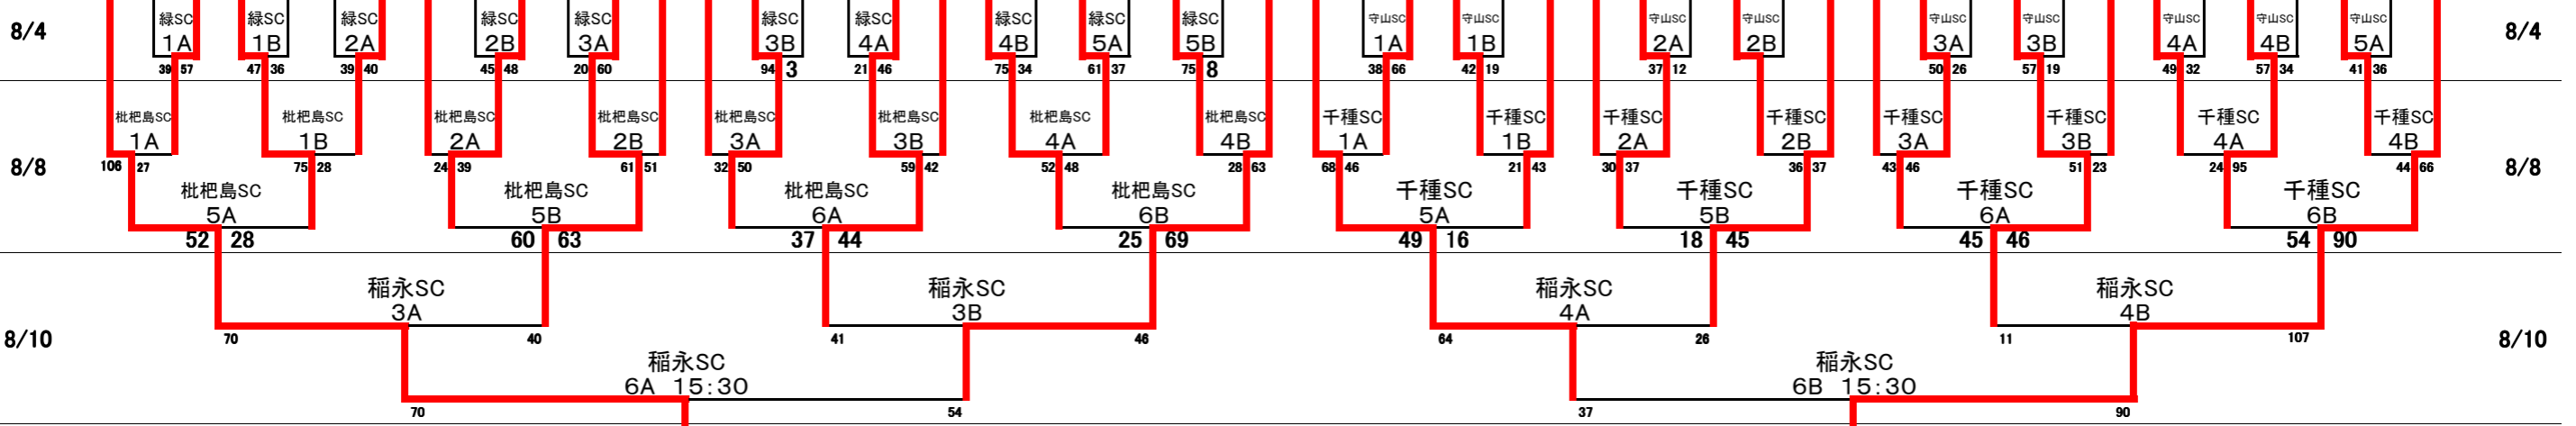 緑SC 緑SC 緑SC 緑SC 緑SC 緑SC 緑SC 緑SC 緑SC 緑SC 守山SC 守山SC 守山SC 守山SC 守山SC 守山SC 守山SC 守山SC 守山SC
8/4 1A 1B 2A 2B 3A 3B 4A 4B 5A 5B 1A 1B 2A 2B 3A 3B 4A 4B 5A 8/4
39 57 47 36 39 40 45 48 20 60 94 3 21 46 75 34 61 37 75 8 38 66 42 19 37 12 50 26 57 19 49 32 57 34 41 36
枇杷島SC 枇杷島SC 枇杷島SC 枇杷島SC 枇杷島SC 枇杷島SC 枇杷島SC 枇杷島SC 千種SC 千種SC 千種SC 千種SC 千種SC 千種SC 千種SC 千種SC
1A 1B 2A 2B 3A 3B 4A 4B 1A 1B 2A 2B 3A 3B 4A 4B
8/8 106 27 75 28 24 39 61 51 32 50 59 42 52 48 28 63 68 46 21 43 30 37 36 37 43 46 51 23 24 95 44 66 8/8
枇杷島SC 枇杷島SC 枇杷島SC 枇杷島SC 千種SC 千種SC 千種SC 千種SC
5A 5B 6A 6B 5A 5B 6A 6B
52 28 60 63 37 44 25 69 49 16 18 45 45 46 54 90
稲永SC 稲永SC 稲永SC 稲永SC
3A 3B 4A 4B
8/10 70 40 41 46 64 26 11 107 8/10
稲永SC 稲永SC
6A 15:30 6B 15:30
70 54 37 90